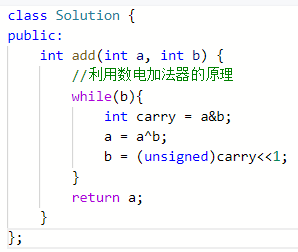 class Solution {
public:
    int add(int a, int b) {
        //利用数电加法器的原理
        while(b){
            int carry = a&b;
            a = a^b;
            b = (unsigned)carry<<1;
        }
        return a;
    }
};